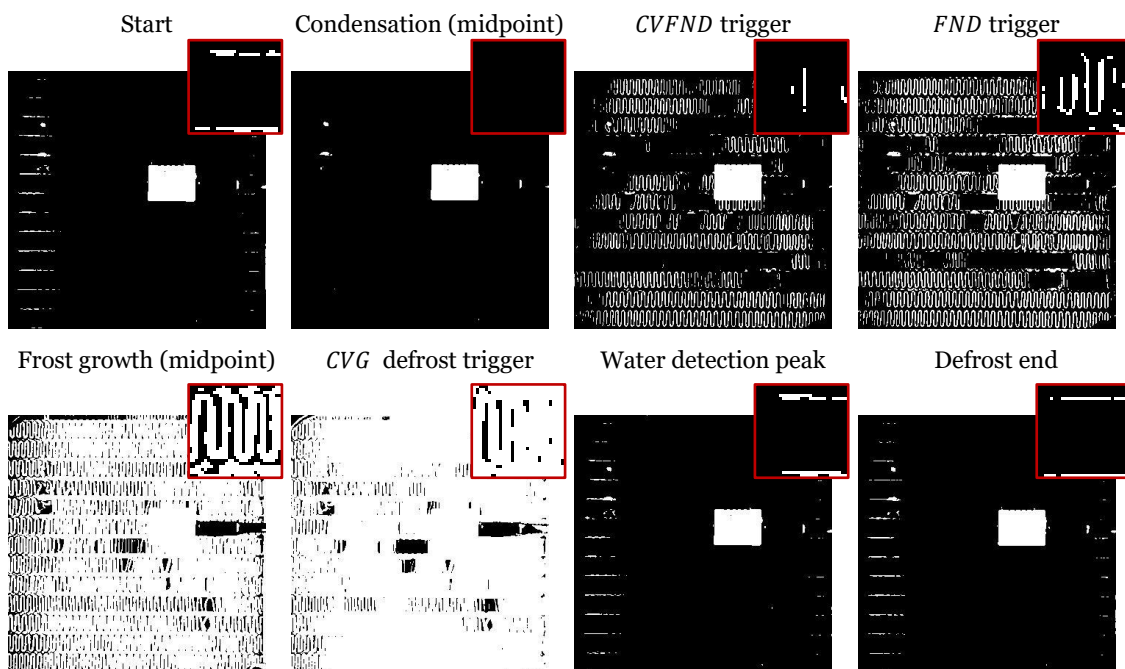 Start
Condensation (midpoint)
CVFND trigger
FND trigger
Frost growth (midpoint)
CVG defrost trigger
Water detection peak
Defrost end